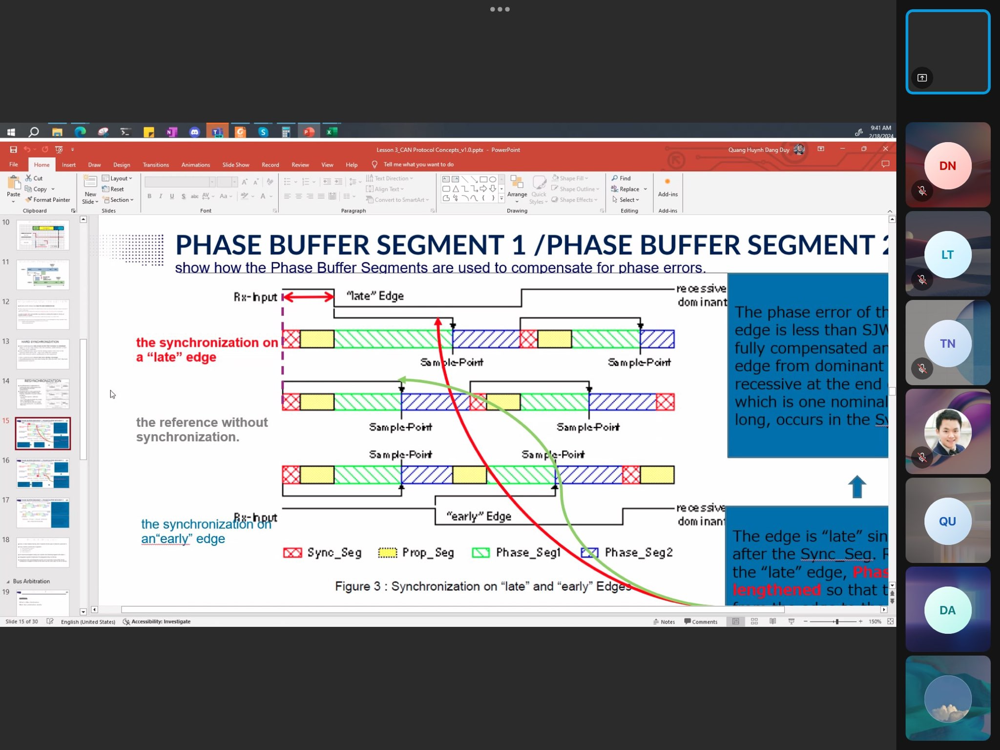 9:41 AM
2/18/2024
Lesson 3_CAN Protocol Concepts_v1.0.pptx - PowerPoint
Quang Huynh Dang Duy
File Home Insert Draw Design Transitions Animations Slide Show Record Review View Help Tell me what you want to do
Paste
Cut
Copy
Format Painter
Clipboard
New
Slide
Layout
Reset
Section
Slides
B I U S abc AV Aa A
Font
Text Direction
Align Text
Convert to SmartArt
Paragraph
Arrange
Quick
Styles
Shape Fill
Shape Outline
Shape Effects
Drawing
Find
Replace
Select
Editing
Add-ins
Add-ins
10
11
12
13
HARD SYNCHRONIZATION
14
RESYNCHRONIZATION
15
16
17
18
Bus Arbitration
19
PHASE BUFFER SEGMENT 1 /PHASE BUFFER SEGMENT 2
show how the Phase Buffer Segments are used to compensate for phase errors.
Rx-Input
"late" Edge
recessive
dominant
the synchronization on
a “late” edge
Sample-Point
Sample-Point
the reference without
synchronization.
Sample-Point
Sample-Point
Sample-Point
Sample-Point
Rx-Input
"early" Edge
recessive
dominant
the synchronization on
an“early” edge
Sync_Seg Prop_Seg Phase_Seg1 Phase_Seg2
Figure 3 : Synchronization on “late” and “early” Edges
The phase error of th
edge is less than SJW
fully compensated an
edge from dominant
recessive at the end
which is one nominal
long, occurs in the Sy
The edge is “late” sin
after the Sync_Seg. R
the “late” edge, Phas
lengthened so that t
Slide 15 of 30
English (United States)
Accessibility: Investigate
Notes
Comments
150%
DN
LT
TN
QU
DA